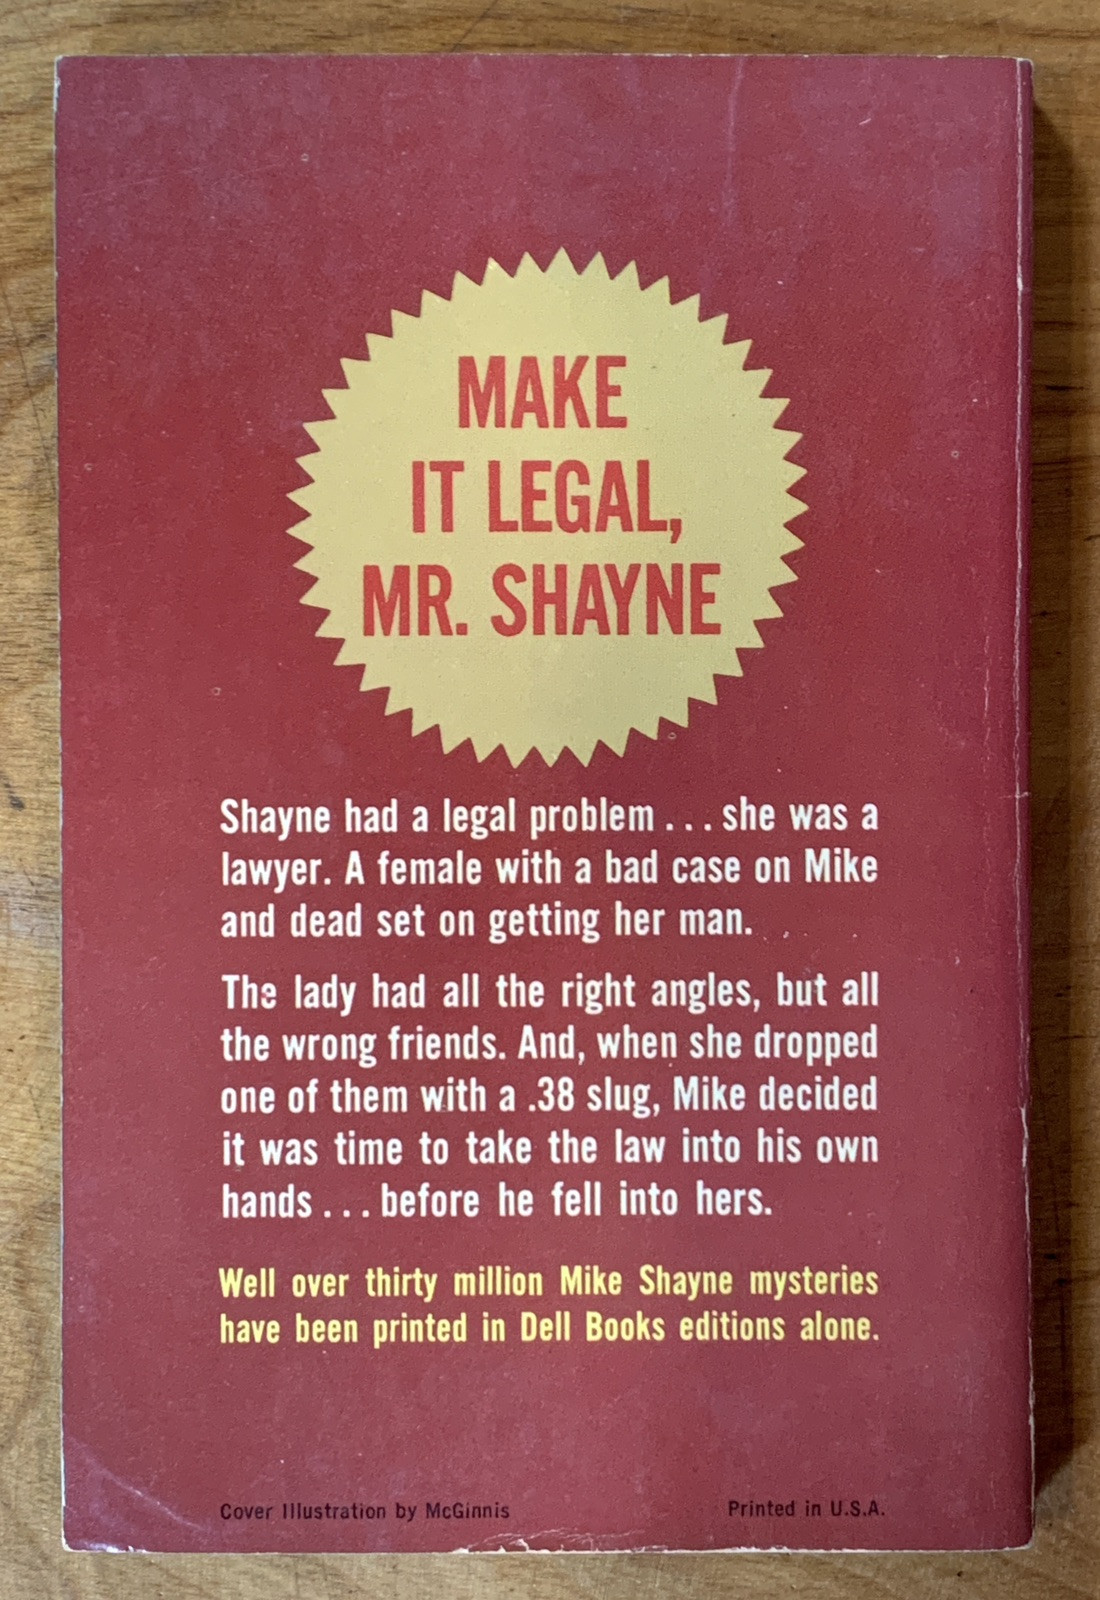 MAKE
IT LEGAL,
MR. SHAYNE
Shayne had a legal problem . . . she was a
lawyer. A female with a bad case on Mike
and dead set on getting her man.
The lady had all the right angles, but all
the wrong friends. And, when she dropped
one of them with a .38 slug, Mike decided
it was time to take the law into his own
hands . . . before he fell into hers.
Well over thirty million Mike Shayne mysteries
have been printed in Dell Books editions alone.
Cover Illustration by McGinnis
Printed in U.S.A.